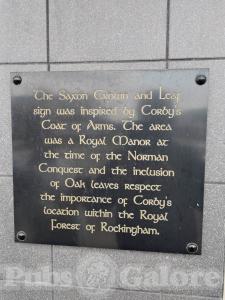 The Saxon Crown and Leaf
sign was inspired by Corby's
Coat of Arms. The area
was a Royal Manor at
the time of the Norman
Conquest and the inclusion
of Oak leaves respect
the importance of Corby's
location within the Royal
Forest of Rockingham.
Pubs Galore